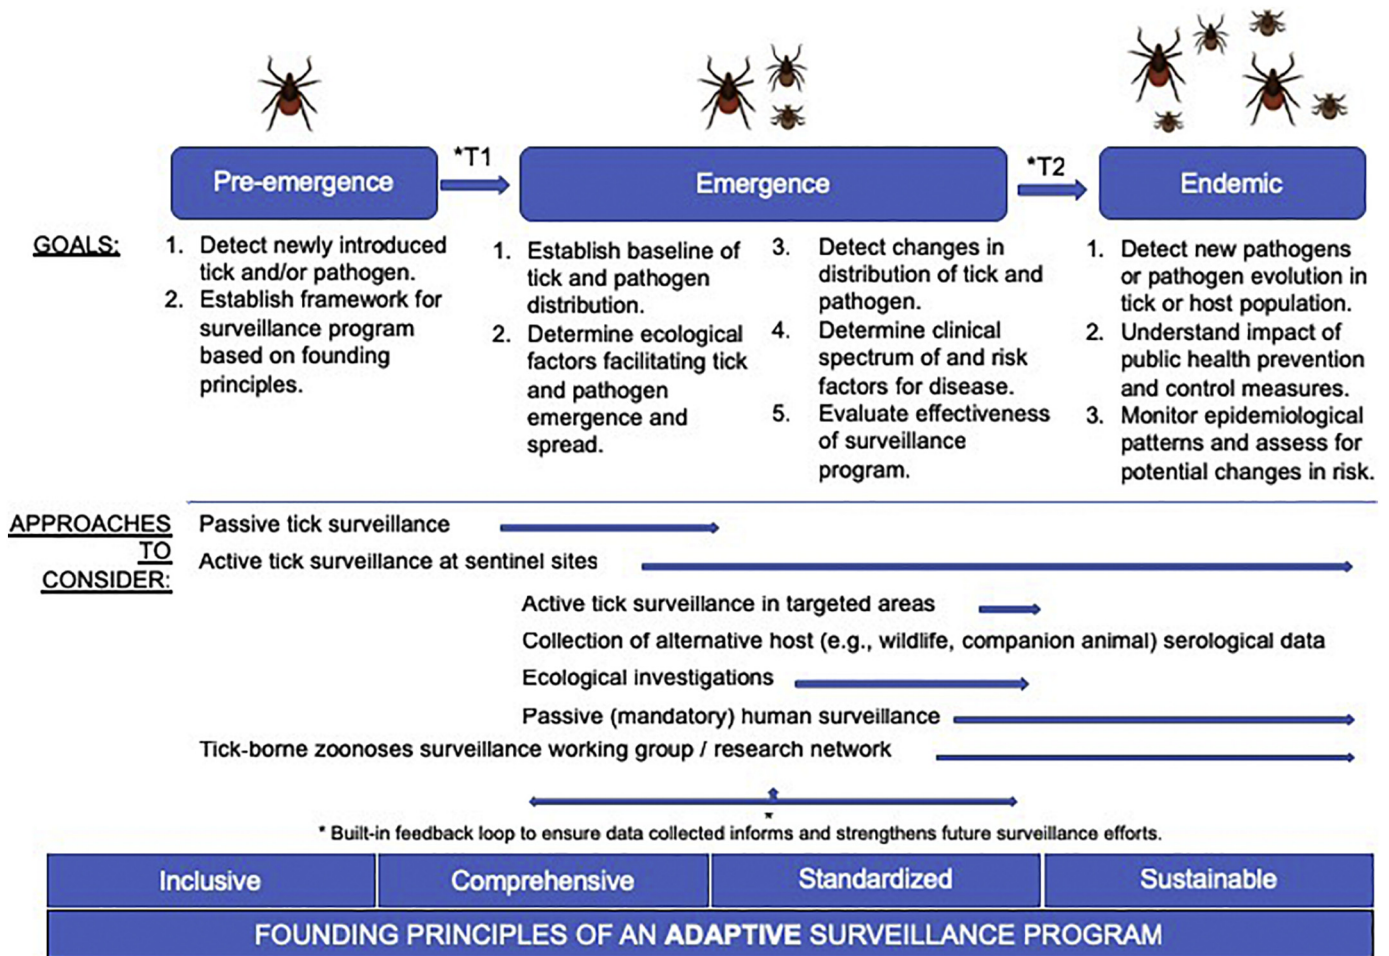 *T1
*T2
Pre-emergence
Emergence
Endemic
GOALS:
1. Detect newly introduced
tick and/or pathogen.
2. Establish framework for
surveillance program
based on founding
principles.
1. Establish baseline of
tick and pathogen
distribution.
2. Determine ecological
factors facilitating tick
and pathogen
emergence and
spread.
3. Detect changes in
distribution of tick and
pathogen.
4. Determine clinical
spectrum of and risk
factors for disease.
5. Evaluate effectiveness
of surveillance
program.
1. Detect new pathogens
or pathogen evolution in
tick or host population.
2. Understand impact of
public health prevention
and control measures.
3. Monitor epidemiological
patterns and assess for
potential changes in risk.
APPROACHES
TO
CONSIDER:
Passive tick surveillance
Active tick surveillance at sentinel sites
Active tick surveillance in targeted areas
Collection of alternative host (e.g., wildlife, companion animal) serological data
Ecological investigations
Passive (mandatory) human surveillance
Tick-borne zoonoses surveillance working group / research network
*
* Built-in feedback loop to ensure data collected informs and strengthens future surveillance efforts.
Inclusive
Comprehensive
Standardized
Sustainable
FOUNDING PRINCIPLES OF AN ADAPTIVE SURVEILLANCE PROGRAM